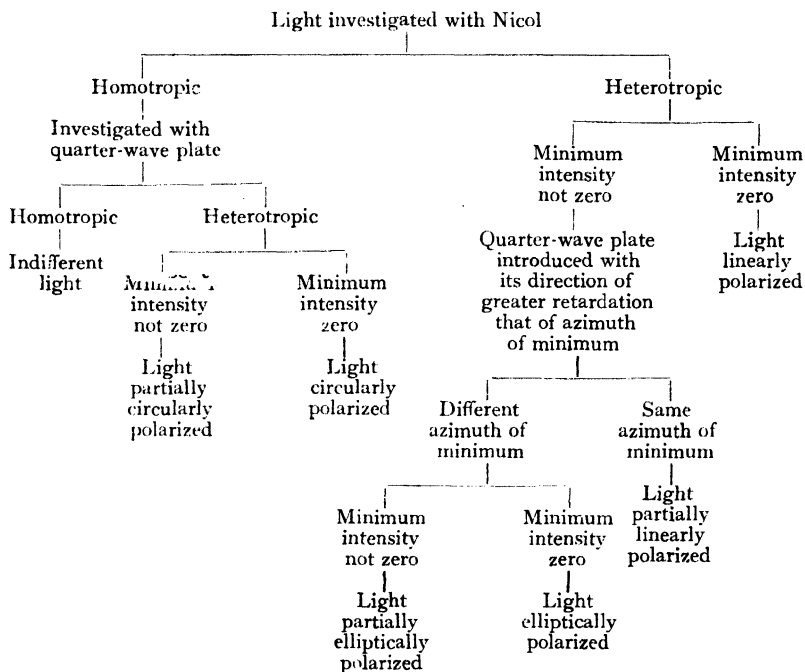 Light investigated with Nicol
Homotropic
Heterotropic
Investigated with
quarter-wave plate
Minimum
intensity
not zero
Minimum
intensity
zero
Homotropic
Heterotropic
Quarter-wave plate
introduced with
its direction of
greater retardation
that of azimuth
of minimum
Light
linearly
polarized
Indifferent
light
intensity
not zero
Minimum
intensity
zero
Light
partially
circularly
polarized
Light
circularly
polarized
Different
azimuth of
minimum
Same
azimuth of
minimum
Minimum
intensity
not zero
Minimum
intensity
zero
Light
partially
linearly
polarized
Light
partially
elliptically
polarized
Light
elliptically
polarized